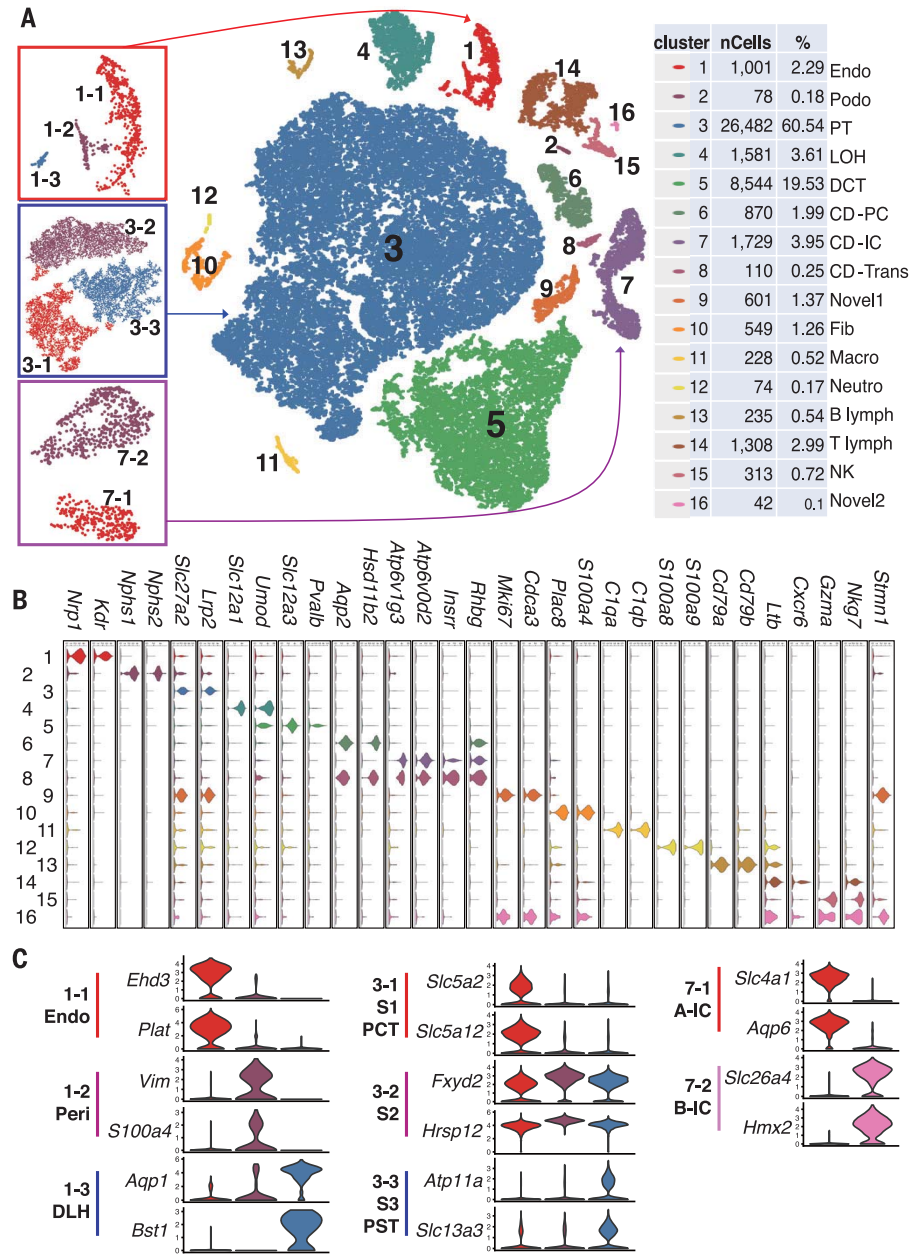 A
1-1
1-2
1-3
3-2
3-3
3-1
7-2
7-1
13
4
1
14
16
2
15
12
6
3
8
10
9
7
5
11
cluster nCells %
1 1,001 2.29 Endo
2 78 0.18 Podo
3 26,482 60.54 PT
4 1,581 3.61 LOH
5 8,544 19.53 DCT
6 870 1.99 CD-PC
7 1,729 3.95 CD-IC
8 110 0.25 CD-Trans
9 601 1.37 Novel1
10 549 1.26 Fib
11 228 0.52 Macro
12 74 0.17 Neutro
13 235 0.54 B lymph
14 1,308 2.99 T lymph
15 313 0.72 NK
16 42 0.1 Novel2
B
Nrp1 Kdr Nphs1 Nphs2 Slc27a2 Lrp2 Slc12a1 Umod Slc12a3 Pvalb Aqp2 Hsd11b2 Atp6v1g3 Atp6v0d2 Insrr Rhbg Mki67 Cdca3 Plac8 S100a4 C1qa C1qb S100a8 S100a9 Cd79a Cd79b Ltb Cxcr6 Gzma Nkg7 Stmn1
1
2
3
4
5
6
7
8
9
10
11
12
13
14
15
16
C
1-1
Endo
Ehd3
Plat
1-2
Peri
Vim
S100a4
1-3
DLH
Aqp1
Bst1
3-1
S1
PCT
Slc5a2
Slc5a12
3-2
S2
Fxyd2
Hrsp12
3-3
S3
PST
Atp11a
Slc13a3
7-1
A-IC
Slc4a1
Aqp6
7-2
B-IC
Slc26a4
Hmx2